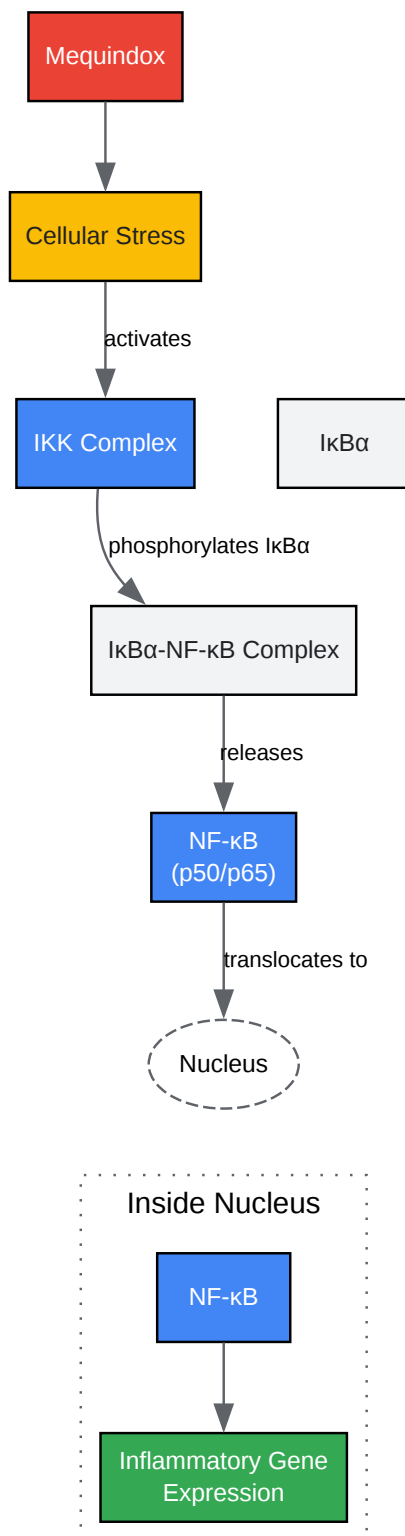 Mequindox
Cellular Stress
activates
IKK Complex
IκBα
phosphorylates IκBα
IκBα-NF-κB Complex
releases
NF-κB
(p50/p65)
translocates to
Nucleus
Inside Nucleus
NF-κB
Inflammatory Gene
Expression